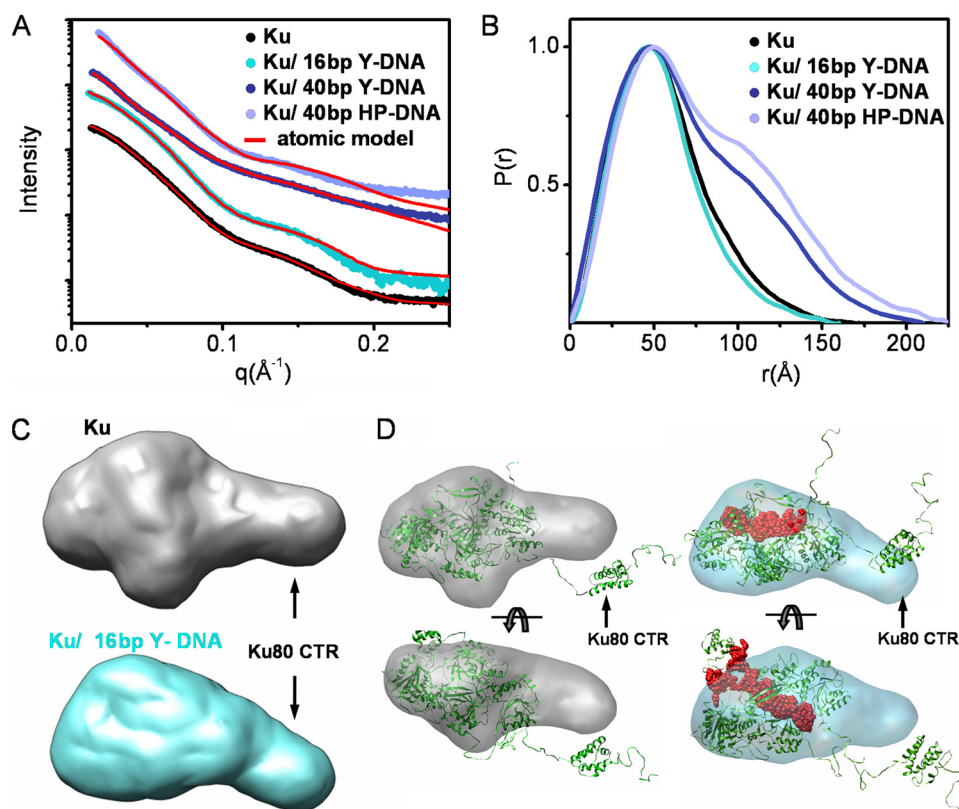 A
Ku
Ku/ 16bp Y-DNA
Ku/ 40bp Y-DNA
Ku/ 40bp HP-DNA
atomic model
Intensity
0.0
0.1
0.2
q(Å⁻¹)
B
Ku
Ku/ 16bp Y-DNA
Ku/ 40bp Y-DNA
Ku/ 40bp HP-DNA
P(r)
1.0
0.5
0
50
100
150
200
r(Å)
C
Ku
Ku80 CTR
Ku/ 16bp Y- DNA
D
Ku80 CTR
Ku80 CTR